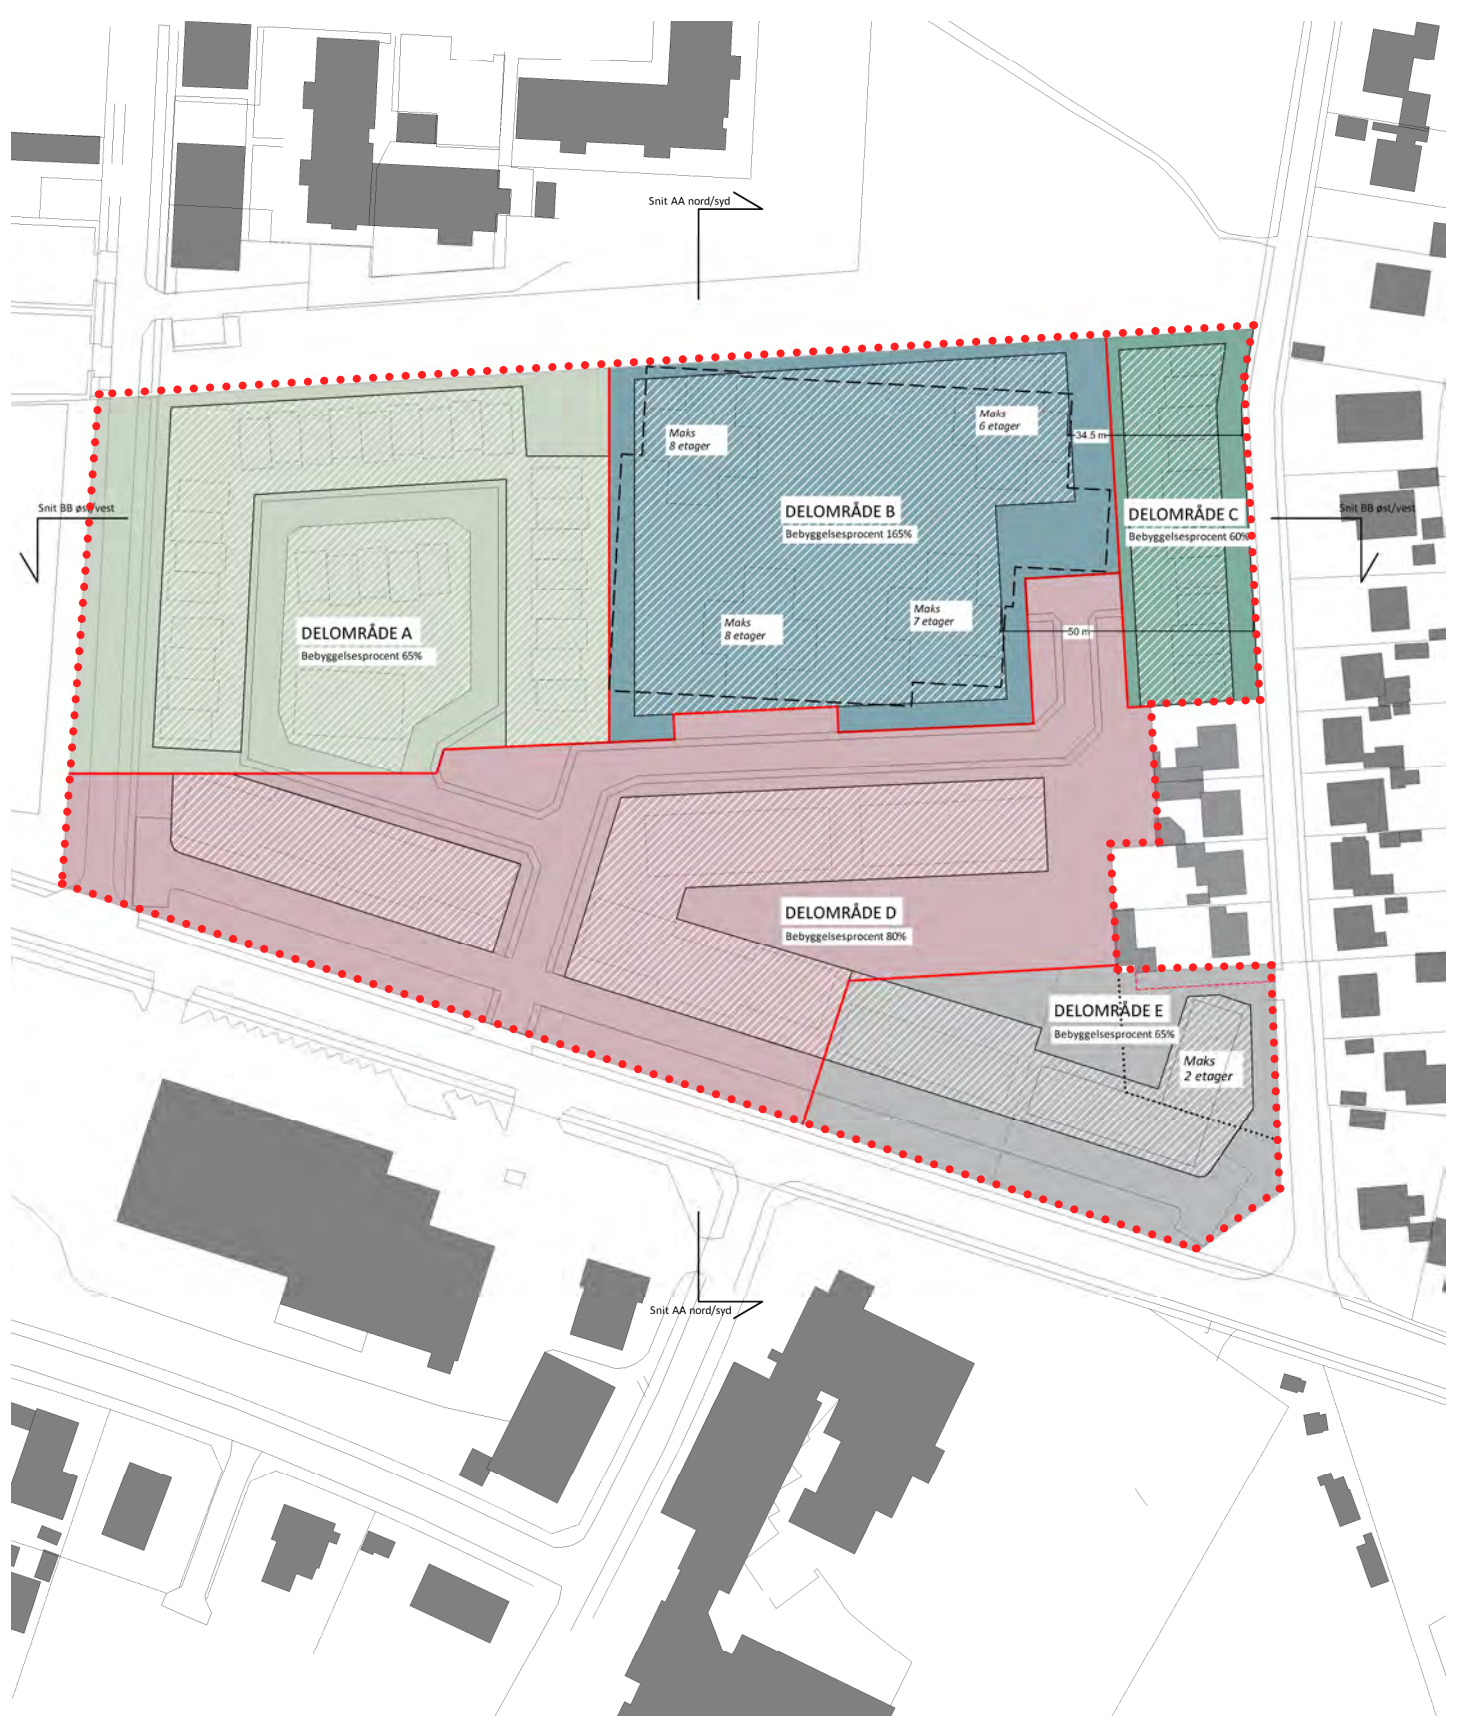 Snit AA nord/syd
Maks
6 etager
Maks
8 etager
34.5 m
Snit BB øst/vest
DELOMRÅDE B
Bebyggelsesprocent 165%
DELOMRÅDE C
Bebyggelsesprocent 60%
Snit BB øst/vest
Maks
7 etager
Maks
8 etager
50 m
DELOMRÅDE A
Bebyggelsesprocent 65%
DELOMRÅDE D
Bebyggelsesprocent 80%
DELOMRÅDE E
Bebyggelsesprocent 65%
Maks
2 etager
Snit AA nord/syd